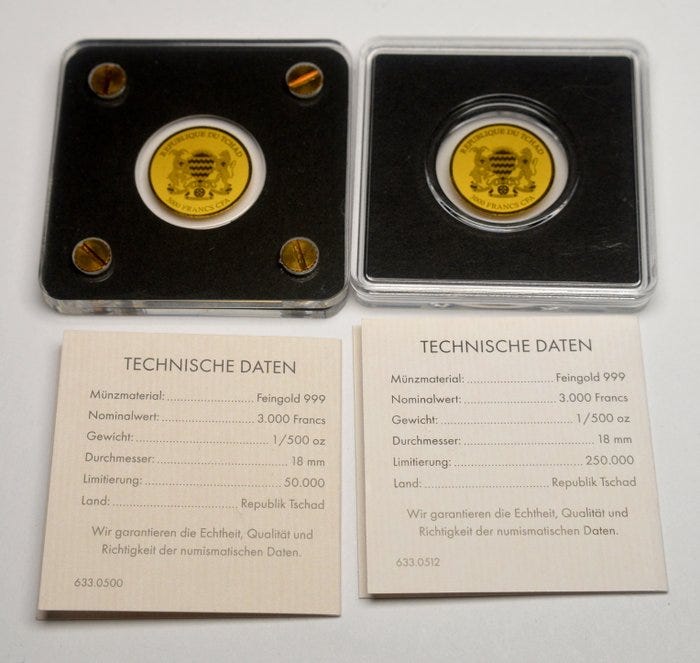 REPUBLIQUE DU TCHAD
3000 FRANCS CFA
REPUBLIQUE DU TCHAD
3000 FRANCS CFA
TECHNISCHE DATEN
Münzmaterial: Feingold 999
Nominalwert: 3.000 Francs
Gewicht: 1/500 oz
Durchmesser: 18 mm
Limitierung: 50.000
Land: Republik Tschad
Wir garantieren die Echtheit, Qualität und
Richtigkeit der numismatischen Daten.
633.0500
TECHNISCHE DATEN
Münzmaterial: Feingold 999
Nominalwert: 3.000 Francs
Gewicht: 1/500 oz
Durchmesser: 18 mm
Limitierung: 250.000
Land: Republik Tschad
Wir garantieren die Echtheit, Qualität und
Richtigkeit der numismatischen Daten.
633.0512